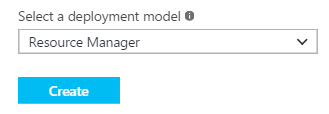 Select a deployment model
Resource Manager
Create